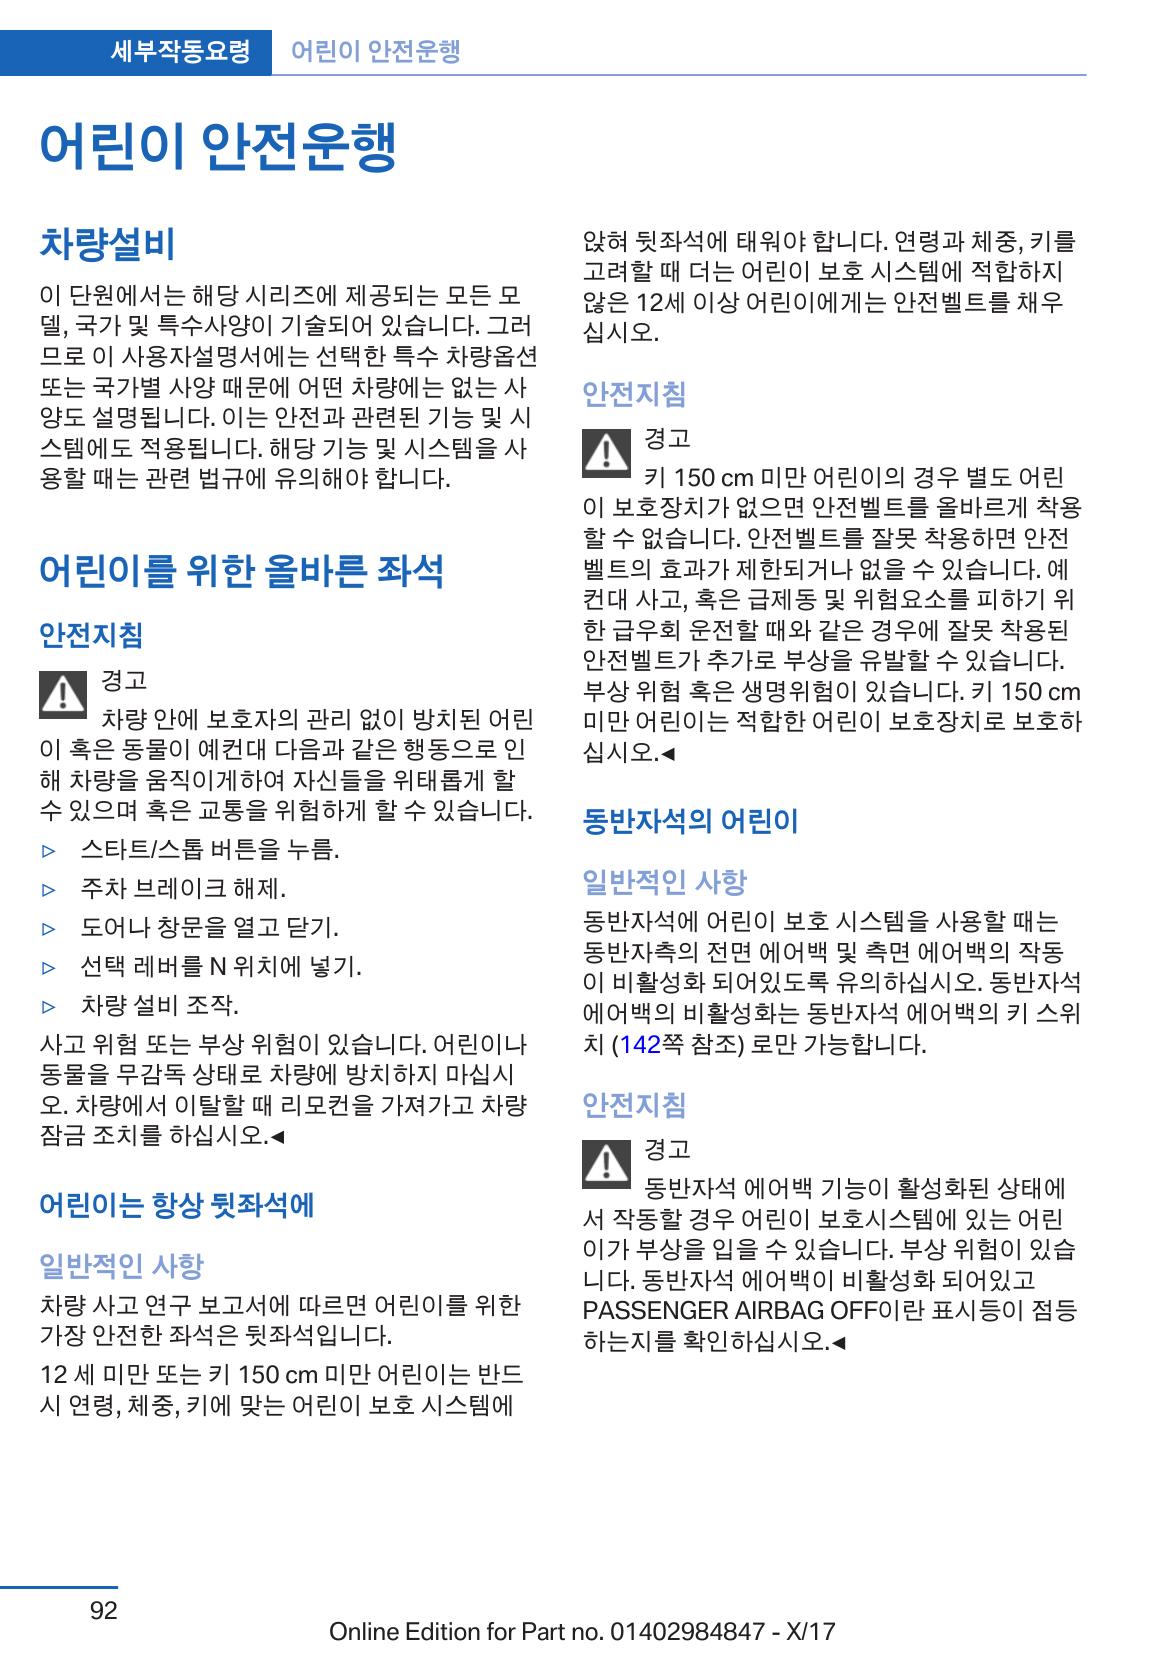 세부작동요령 어린이 안전운행
어린이 안전운행
차량설비
이 단원에서는 해당 시리즈에 제공되는 모든 모
델, 국가 및 특수사양이 기술되어 있습니다. 그러
므로 이 사용자설명서에는 선택한 특수 차량옵션
또는 국가별 사양 때문에 어떤 차량에는 없는 사
양도 설명됩니다. 이는 안전과 관련된 기능 및 시
스템에도 적용됩니다. 해당 기능 및 시스템을 사
용할 때는 관련 법규에 유의해야 합니다.
어린이를 위한 올바른 좌석
안전지침
경고
차량 안에 보호자의 관리 없이 방치된 어린
이 혹은 동물이 예컨대 다음과 같은 행동으로 인
해 차량을 움직이게하여 자신들을 위태롭게 할
수 있으며 혹은 교통을 위험하게 할 수 있습니다.
▷ 스타트/스톱 버튼을 누름.
▷ 주차 브레이크 해제.
▷ 도어나 창문을 열고 닫기.
▷ 선택 레버를 N 위치에 넣기.
▷ 차량 설비 조작.
사고 위험 또는 부상 위험이 있습니다. 어린이나
동물을 무감독 상태로 차량에 방치하지 마십시
오. 차량에서 이탈할 때 리모컨을 가져가고 차량
잠금 조치를 하십시오.◀
어린이는 항상 뒷좌석에
일반적인 사항
차량 사고 연구 보고서에 따르면 어린이를 위한
가장 안전한 좌석은 뒷좌석입니다.
12 세 미만 또는 키 150 cm 미만 어린이는 반드
시 연령, 체중, 키에 맞는 어린이 보호 시스템에
앉혀 뒷좌석에 태워야 합니다. 연령과 체중, 키를
고려할 때 더는 어린이 보호 시스템에 적합하지
않은 12세 이상 어린이에게는 안전벨트를 채우
십시오.
안전지침
경고
키 150 cm 미만 어린이의 경우 별도 어린
이 보호장치가 없으면 안전벨트를 올바르게 착용
할 수 없습니다. 안전벨트를 잘못 착용하면 안전
벨트의 효과가 제한되거나 없을 수 있습니다. 예
컨대 사고, 혹은 급제동 및 위험요소를 피하기 위
한 급우회 운전할 때와 같은 경우에 잘못 착용된
안전벨트가 추가로 부상을 유발할 수 있습니다.
부상 위험 혹은 생명위험이 있습니다. 키 150 cm
미만 어린이는 적합한 어린이 보호장치로 보호하
십시오.◀
동반자석의 어린이
일반적인 사항
동반자석에 어린이 보호 시스템을 사용할 때는
동반자측의 전면 에어백 및 측면 에어백의 작동
이 비활성화 되어있도록 유의하십시오. 동반자석
에어백의 비활성화는 동반자석 에어백의 키 스위
치 (142쪽 참조) 로만 가능합니다.
안전지침
경고
동반자석 에어백 기능이 활성화된 상태에
서 작동할 경우 어린이 보호시스템에 있는 어린
이가 부상을 입을 수 있습니다. 부상 위험이 있습
니다. 동반자석 에어백이 비활성화 되어있고
PASSENGER AIRBAG OFF이란 표시등이 점등
하는지를 확인하십시오.◀
92
Online Edition for Part no. 01402984847 - X/17